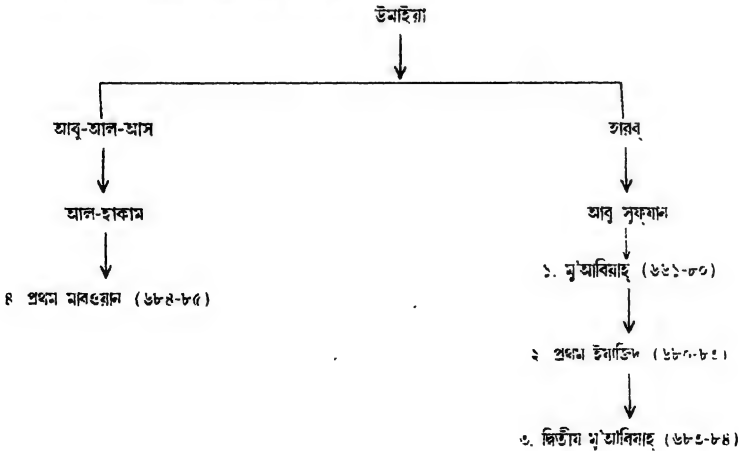 উমাইয়া
আবু-আল-আস
হারব্
আল-হাকাম
আবু সুফ্যান
১. মু'আবিয়াহ্ (৬৬১-৮০)
৪ প্রথম মারওয়ান (৬৮৪-৮৫)
২ প্রথম ইয়াজিদ (৬৮০-৮৩)
৩. দ্বিতীয় মু'আবিয়াহ্ (৬৮৩-৮৪)